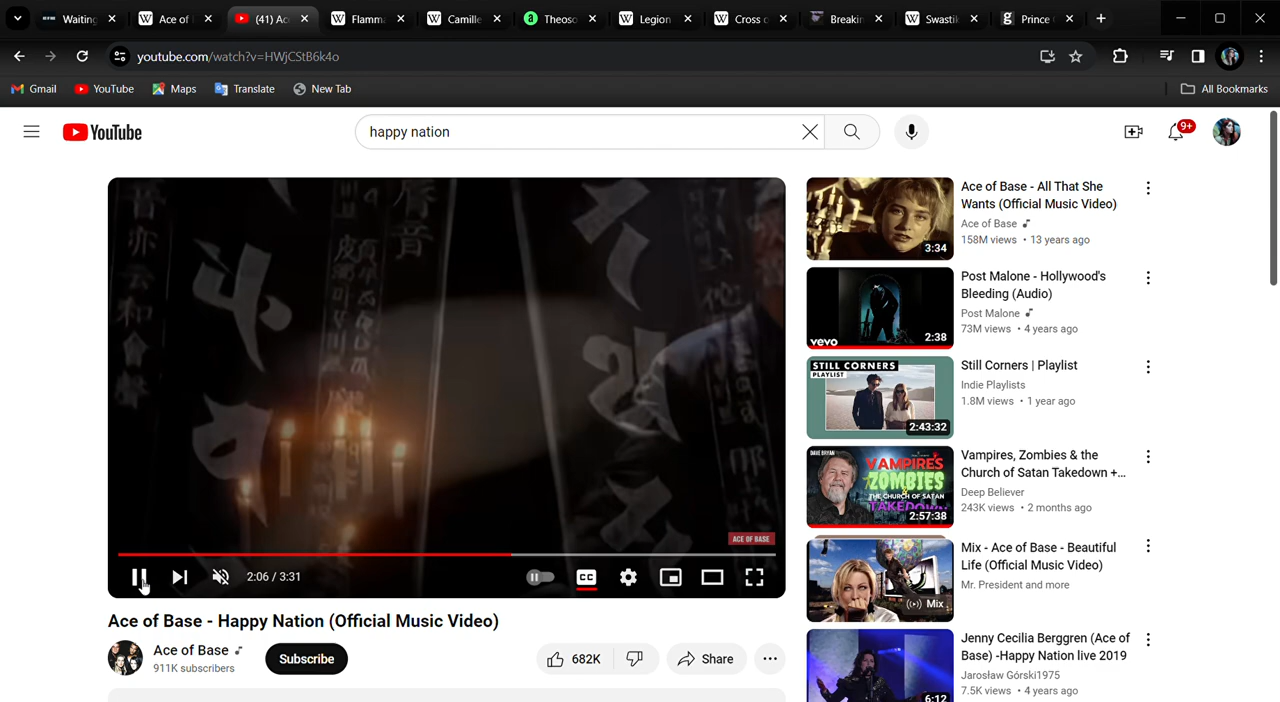 Waiting
Ace of
(41) Ac
Flamm
Camille
Theoso
Legion
Cross o
Breakin
Swastik
Prince
youtube.com/watch?v=HWjCStB6k4o
Gmail YouTube Maps Translate New Tab All Bookmarks
YouTube happy nation 9+
ACE OF BASE
2:06 / 3:31 CC
Ace of Base - Happy Nation (Official Music Video)
Ace of Base
911K subscribers
Subscribe 682K Share
3:34
Ace of Base - All That She
Wants (Official Music Video)
Ace of Base
158M views • 13 years ago
vevo 2:38
Post Malone - Hollywood's
Bleeding (Audio)
Post Malone
73M views • 4 years ago
STILL CORNERS
PLAYLIST
2:43:32
Still Corners | Playlist
Indie Playlists
1.8M views • 1 year ago
DAVE BRYAN
VAMPIRES
ZOMBIES &
THE CHURCH OF SATAN
TAKEDOWN
2:57:38
Vampires, Zombies & the
Church of Satan Takedown +...
Deep Believer
243K views • 2 months ago
Mix
Mix - Ace of Base - Beautiful
Life (Official Music Video)
Mr. President and more
6:12
Jenny Cecilia Berggren (Ace of
Base) -Happy Nation live 2019
Jarosław Górski1975
7.5K views • 4 years ago